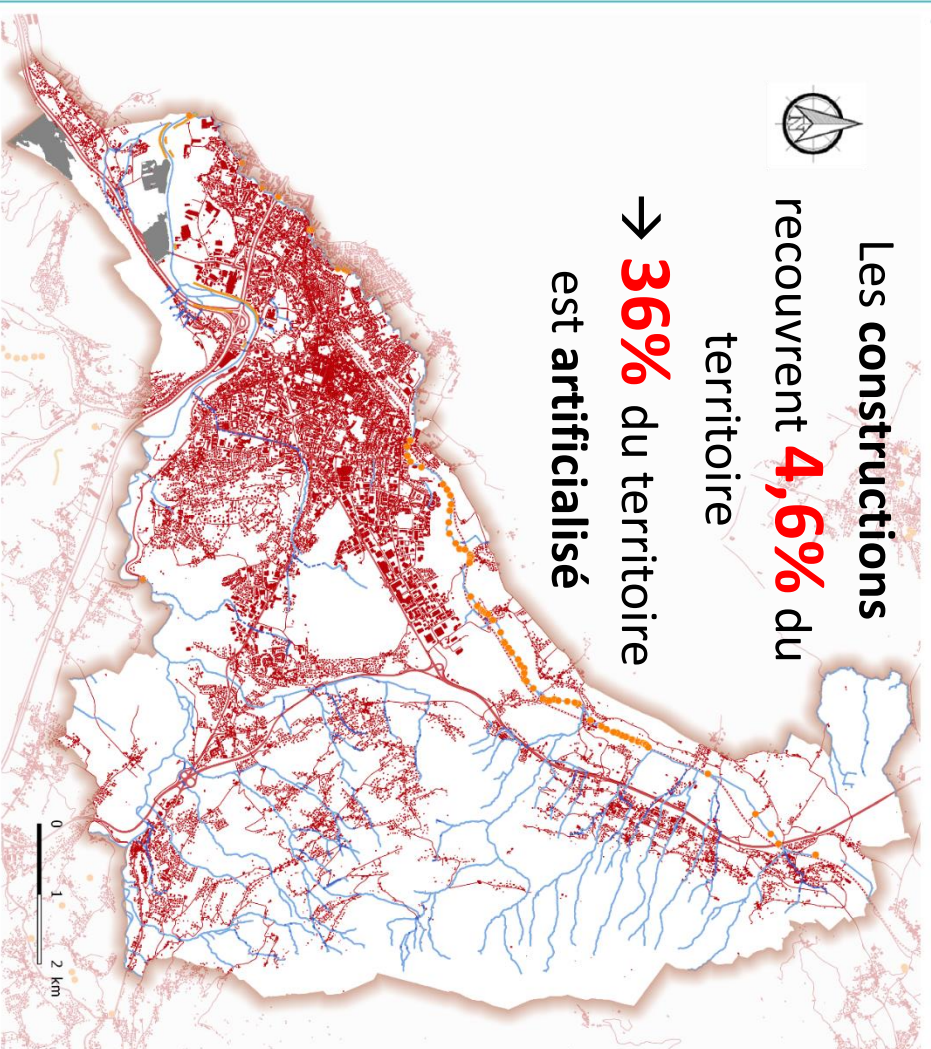 Les constructions
recouvrent 4,6% du
territoire
→ 36% du territoire
est artificialisé
0 1 2 km